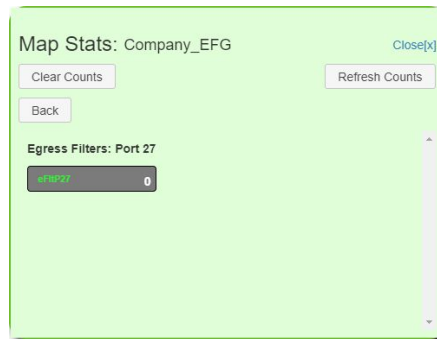 Map Stats: Company_EFG
Close[x]
Clear Counts
Refresh Counts
Back
Egress Filters: Port 27
eFltP27 0